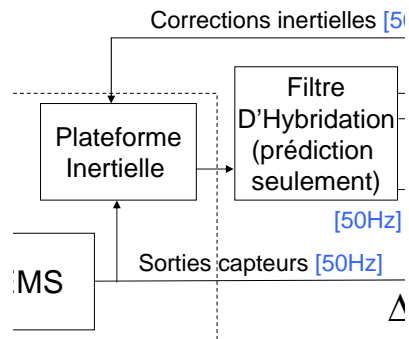 Corrections inertielles
Filtre
D'Hybridation
(prédiction
seulement)
Plateforme
Inertielle
[50Hz]
Sorties capteurs [50Hz]
Δ